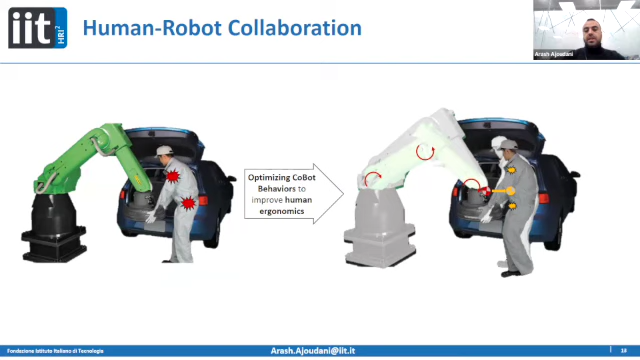 iit
HRI²
Human-Robot Collaboration
Arash Ajoudani
Optimizing CoBot
Behaviors to
improve human
ergonomics
Fondazione Istituto Italiano di Tecnologia
Arash.Ajoudani@iit.it
18